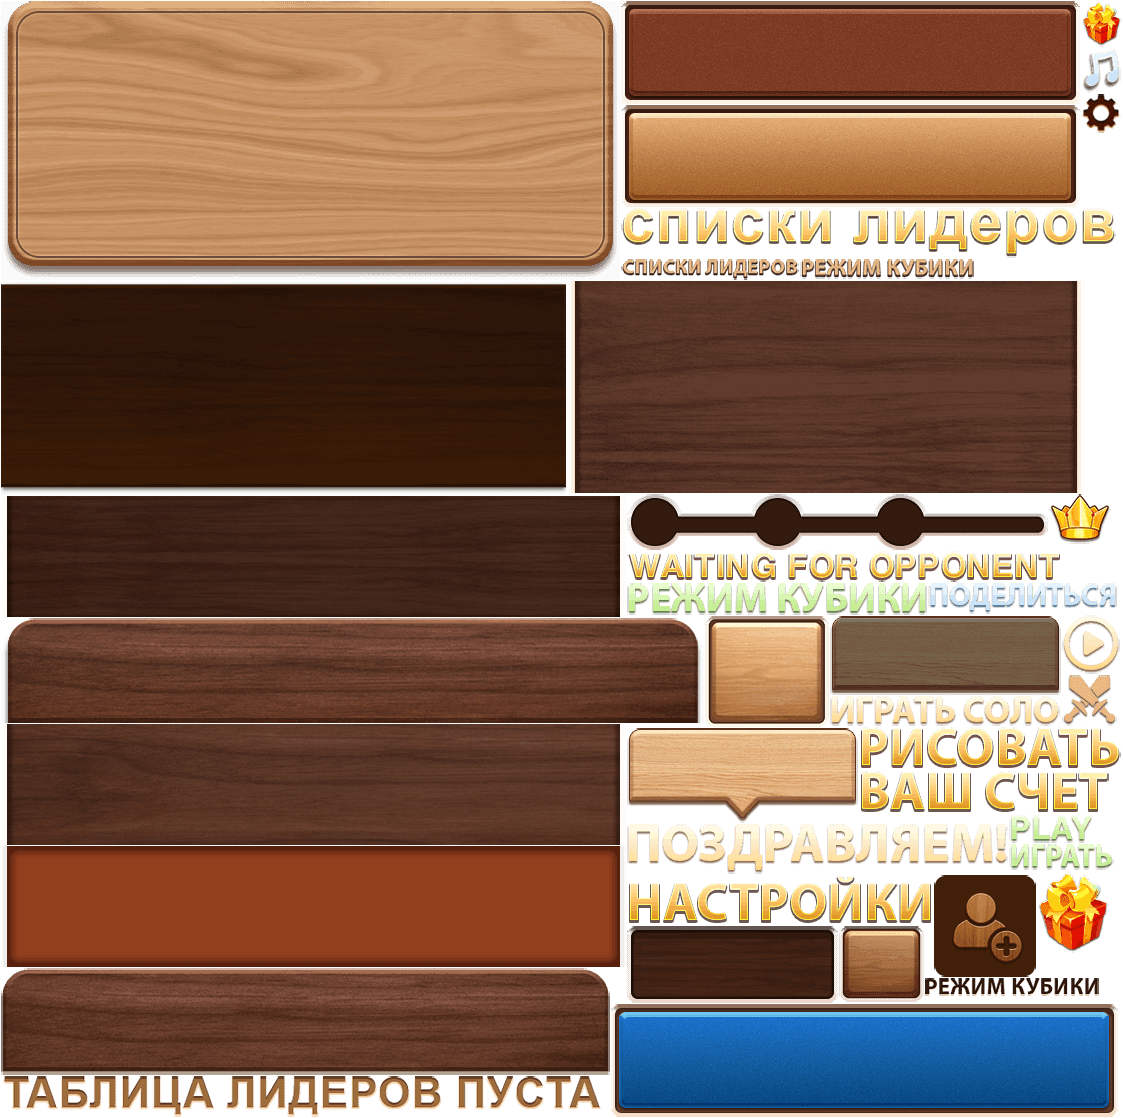 СПИСКИ ЛИДЕРОВ
СПИСКИ ЛИДЕРОВ РЕЖИМ КУБИКИ
WAITING FOR OPPONENT
РЕЖИМ КУБИКИ ПОДЕЛИТЬСЯ
ИГРАТЬ СОЛО
РИСОВАТЬ
ВАШ СЧЕТ
ПОЗДРАВЛЯЕМ!
PLAY
ИГРАТЬ
НАСТРОЙКИ
РЕЖИМ КУБИКИ
ТАБЛИЦА ЛИДЕРОВ ПУСТА